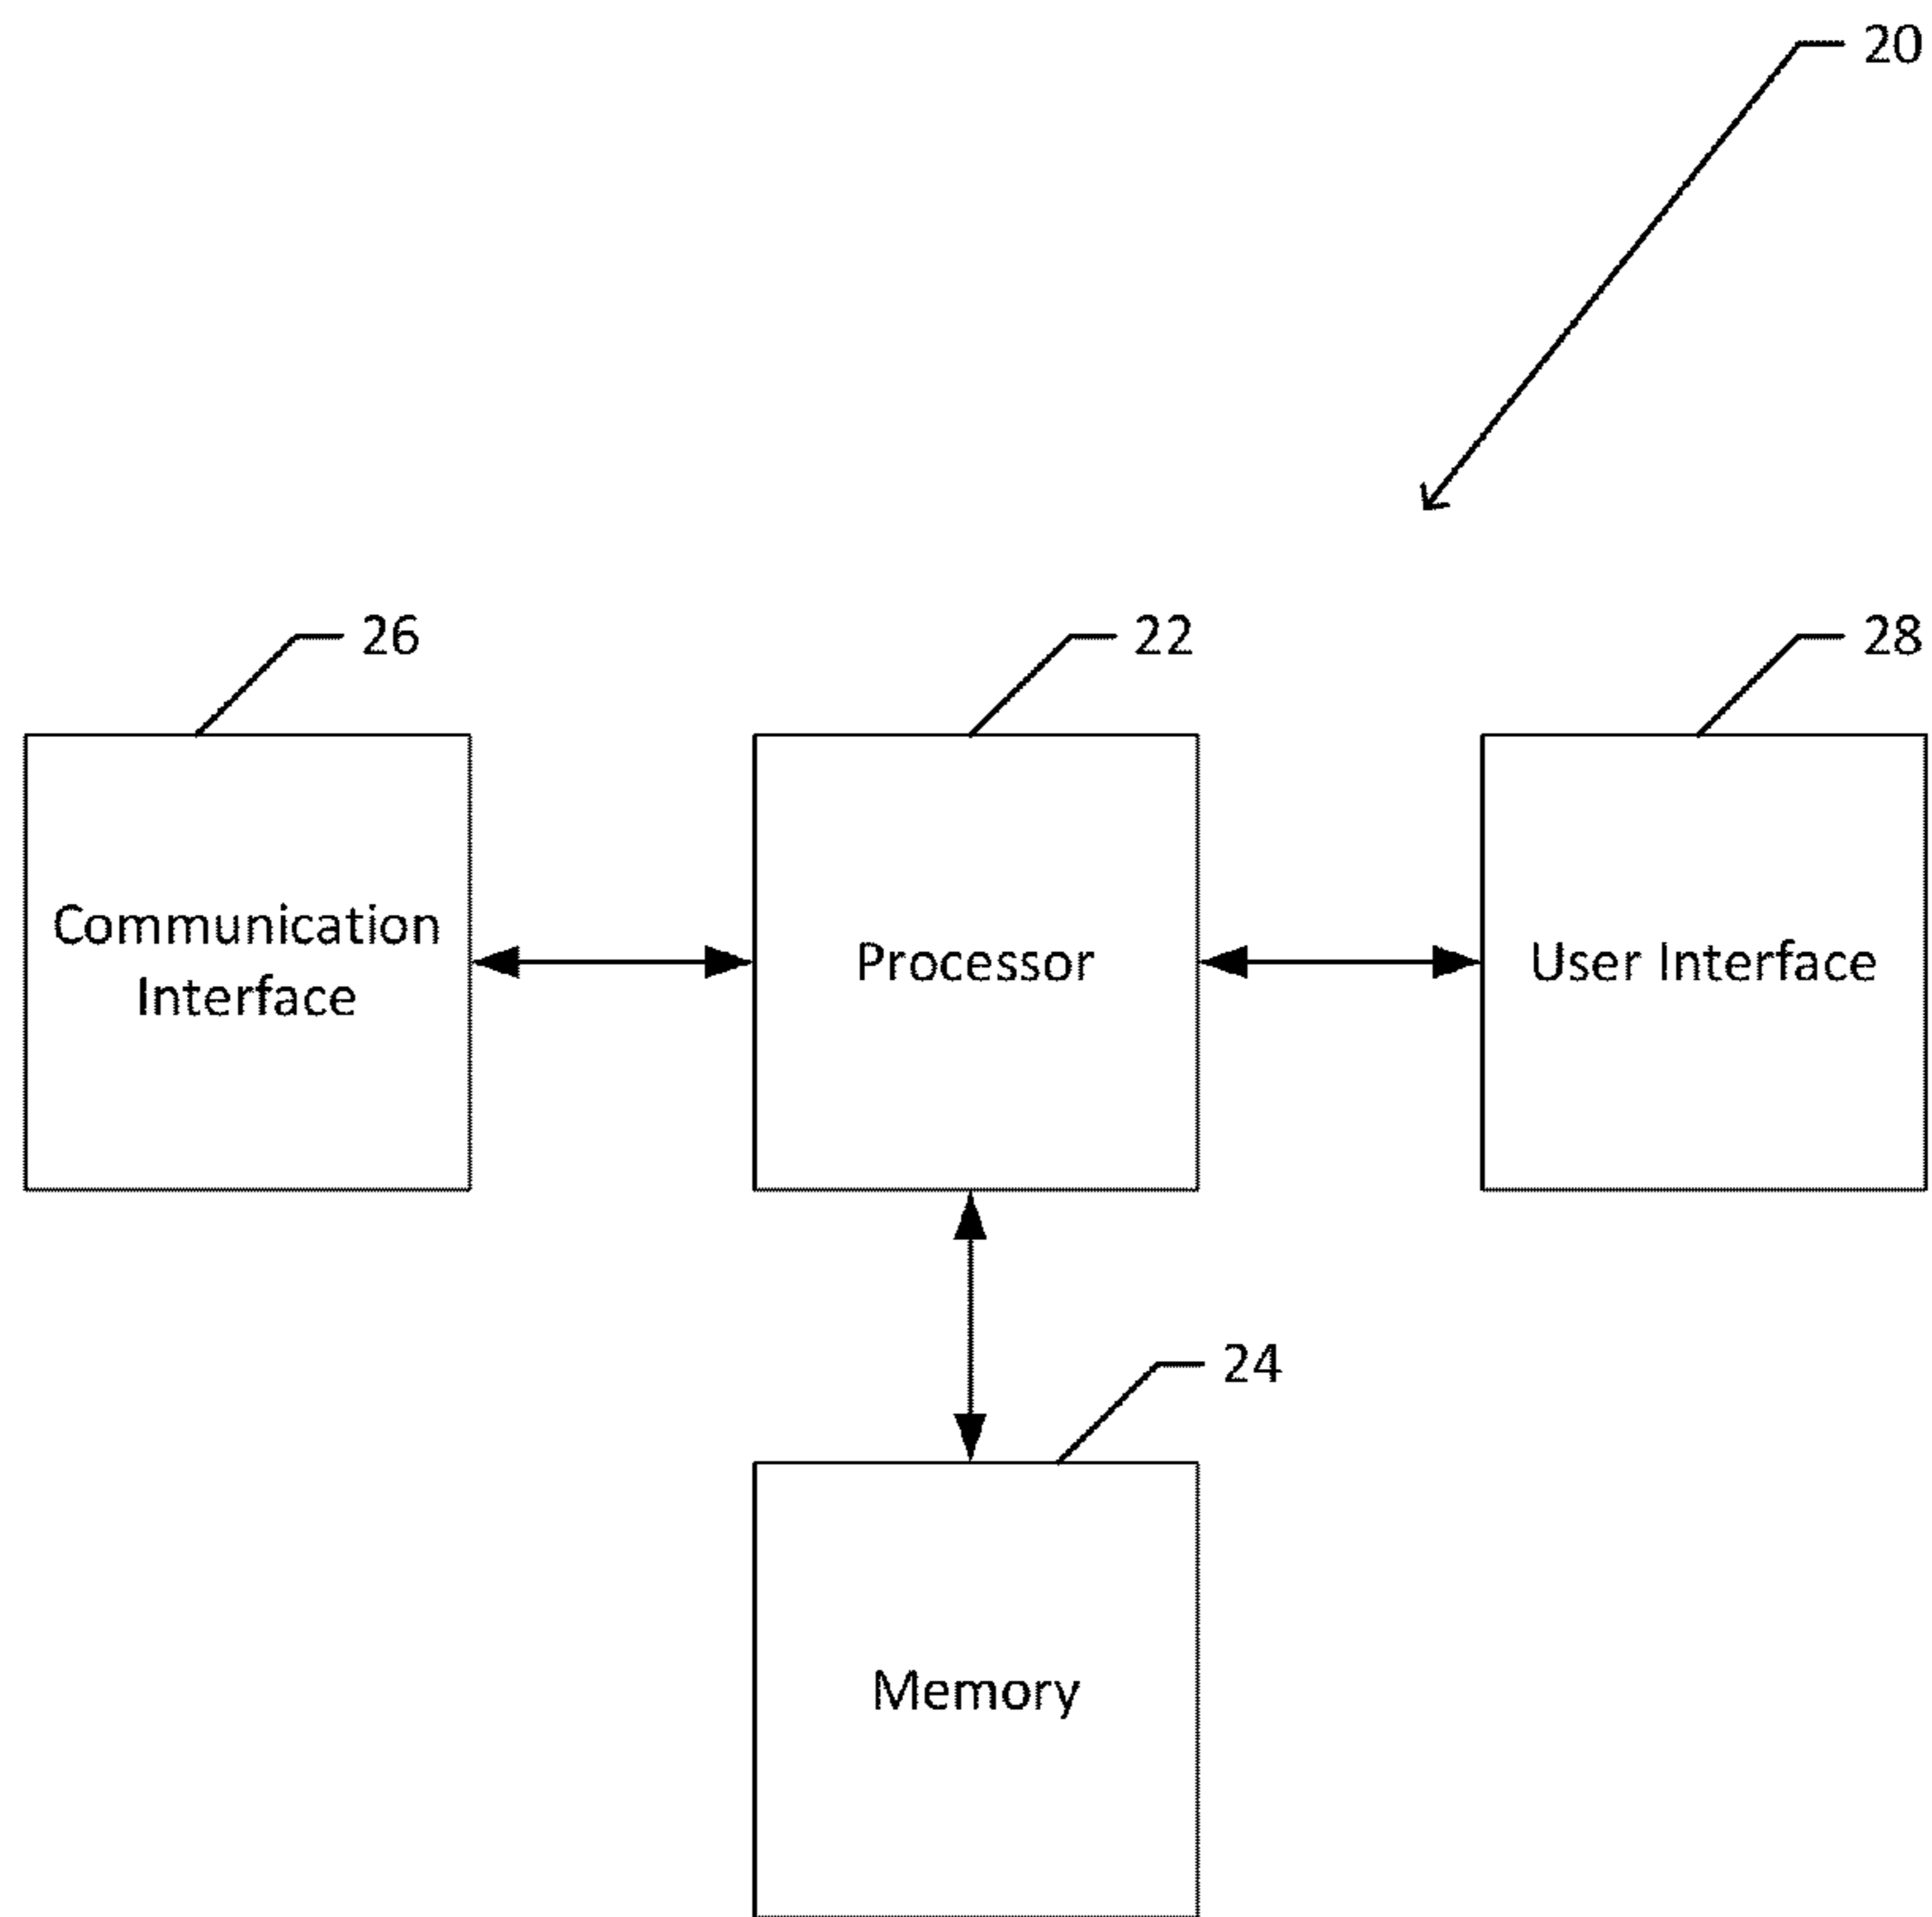 20
26
22
28
Communication
Interface
Processor
User Interface
24
Memory